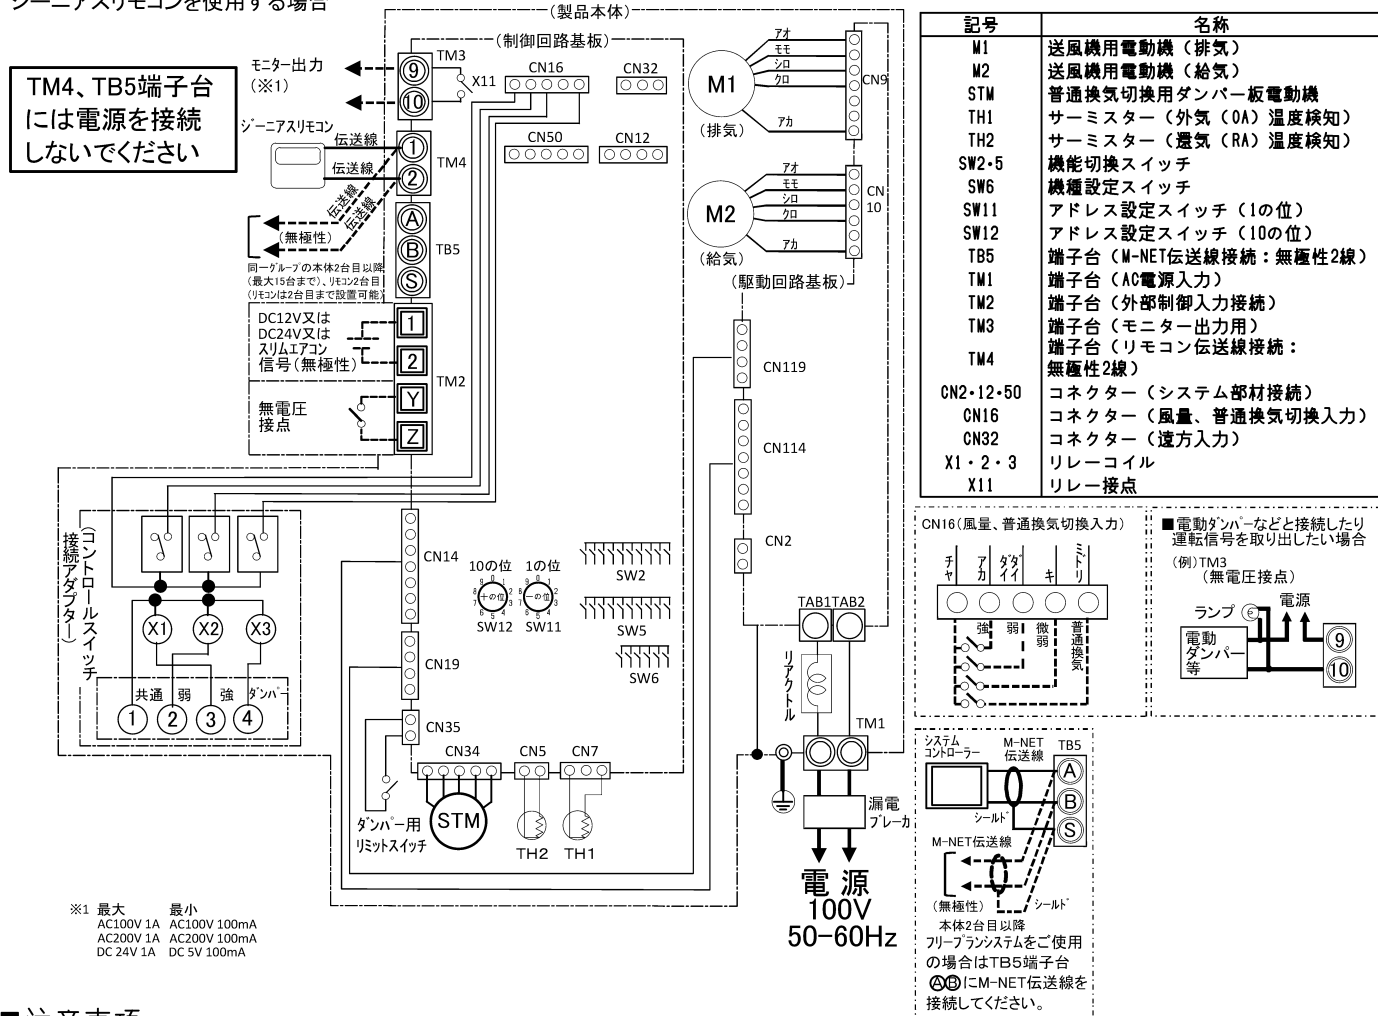 ジーニアスリモコンを使用する場合
TM4、TB5端子台
には電源を接続
しないでください
(製品本体)
(制御回路基板)
モニター出力
(※1)
⑨
⑩
TM3
X11
CN16
CN32
CN50
CN12
ジーニアスリモコン
伝送線
伝送線
①
②
TM4
伝送線
伝送線
(無極性)
同一グループの本体2台目以降
(最大15台まで)、リモコン2台目
(リモコンは2台目まで設置可能)
A
B
S
TB5
DC12V又は
DC24V又は
スリムエアコン
信号(無極性)
1
2
TM2
無電圧
接点
Y
Z
M1
(排気)
アオ
モモ
シロ
クロ
アカ
CN9
M2
(給気)
アオ
モモ
シロ
クロ
アカ
CN
10
(駆動回路基板)
CN119
CN114
CN2
TAB1 TAB2
リアクトル
TM1
漏電
ブレーカ
電 源
100V
50-60Hz
(コントロールスイッチ
接続アダプター)
X1
X2
X3
共通 弱 強 ダンパー
① ② ③ ④
CN14
CN19
CN35
10の位 1の位
十の位
一の位
SW12 SW11
SW2
SW5
SW6
CN34
CN5
CN7
STM
TH2 TH1
ダンパー用
リミットスイッチ
※1 最大 最小
AC100V 1A AC100V 100mA
AC200V 1A AC200V 100mA
DC 24V 1A DC 5V 100mA
記号 名称
M1 送風機用電動機(排気)
M2 送風機用電動機(給気)
STM 普通換気切換用ダンパー板電動機
TH1 サーミスター(外気(OA)温度検知)
TH2 サーミスター(還気(RA)温度検知)
SW2・5 機能切換スイッチ
SW6 機種設定スイッチ
SW11 アドレス設定スイッチ(1の位)
SW12 アドレス設定スイッチ(10の位)
TB5 端子台(M-NET伝送線接続:無極性2線)
TM1 端子台(AC電源入力)
TM2 端子台(外部制御入力接続)
TM3 端子台(モニター出力用)
TM4 端子台(リモコン伝送線接続:
無極性2線)
CN2・12・50 コネクター(システム部材接続)
CN16 コネクター(風量、普通換気切換入力)
CN32 コネクター(遠方入力)
X1・2・3 リレーコイル
X11 リレー接点
CN16(風量、普通換気切換入力)
チャ
アカ
ダイダイ
キ
ミドリ
強
弱
微弱
普通換気
■電動ダンパーなどと接続したり
運転信号を取り出したい場合
(例)TM3
(無電圧接点)
ランプ
電源
電動
ダンパー
等
⑨
⑩
システム
コントローラー
M-NET
伝送線
TB5
A
B
S
シールド
M-NET伝送線
(無極性)
シールド
本体2台目以降
フリープランシステムをご使用
の場合はTB5端子台
ⒶⒷにM-NET伝送線を
接続してください。